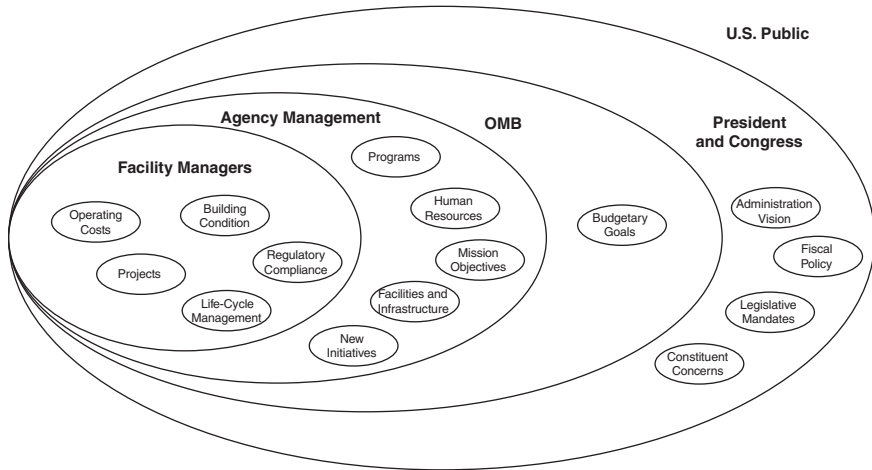 U.S. Public
President
and Congress
OMB
Agency Management
Facility Managers
Programs
Operating
Costs
Building
Condition
Human
Resources
Budgetary
Goals
Administration
Vision
Projects
Regulatory
Compliance
Mission
Objectives
Fiscal
Policy
Life-Cycle
Management
Facilities and
Infrastructure
Legislative
Mandates
New
Initiatives
Constituent
Concerns